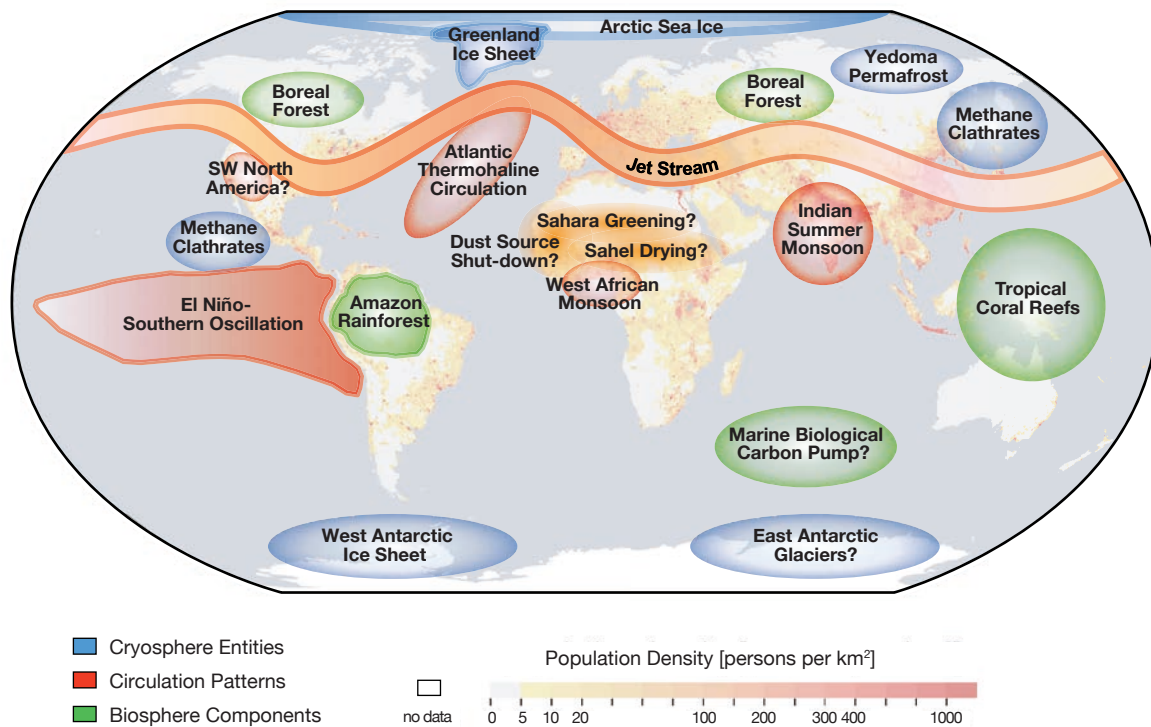 Arctic Sea Ice
Greenland
Ice Sheet
Yedoma
Permafrost
Boreal
Forest
Boreal
Forest
Methane
Clathrates
Atlantic
Thermohaline
Circulation
Jet Stream
SW North
America?
Indian
Summer
Monsoon
Sahara Greening?
Methane
Clathrates
Dust Source
Shut-down?
Sahel Drying?
West African
Monsoon
El Niño-
Southern Oscillation
Amazon
Rainforest
Tropical
Coral Reefs
Marine Biological
Carbon Pump?
West Antarctic
Ice Sheet
East Antarctic
Glaciers?
Cryosphere Entities
Circulation Patterns
Biosphere Components
Population Density [persons per km²]
no data
0 5 10 20 100 200 300 400 1000